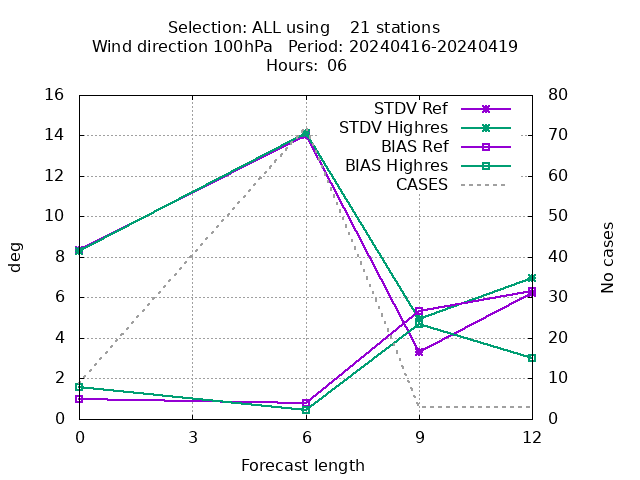 Selection: ALL using    21 stations
Wind direction 100hPa   Period: 20240416-20240419
Hours: 06
16
14
12
10
8
6
4
2
0
80
70
60
50
40
30
20
10
0
STDV Ref
STDV Highres
BIAS Ref
BIAS Highres
CASES
deg
No cases
0 3 6 9 12
Forecast length